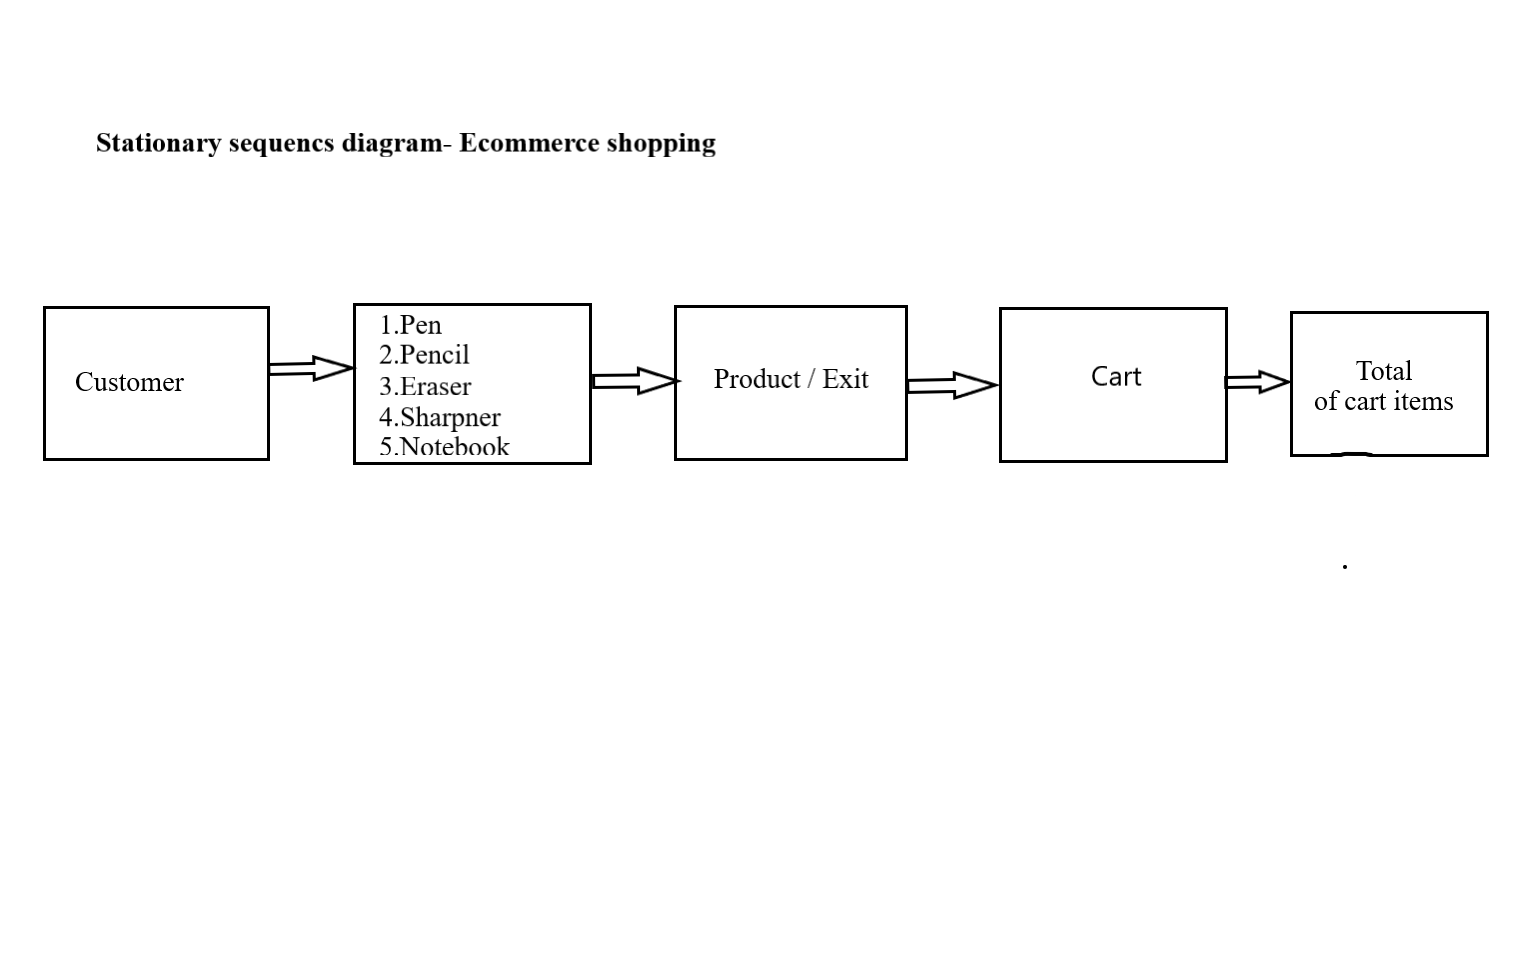 Stationary sequencs diagram- Ecommerce shopping
Customer
1.Pen
2.Pencil
3.Eraser
4.Sharpner
5.Notebook
Product / Exit
Cart
Total
of cart items